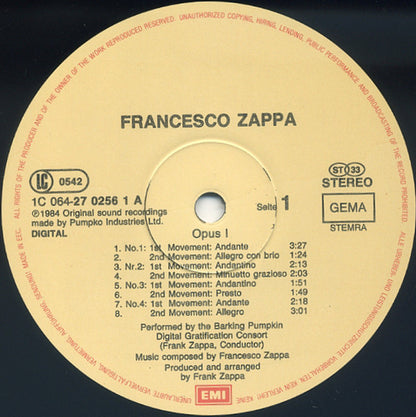 UNAUTHORIZED COPYING, HIRING, LENDING, PUBLIC PERFORMANCE AND BROADCASTING OF THE RECORD PROHIBITED
ALL RIGHTS OF THE PRODUCER AND OF THE OWNER OF THE WORK REPRODUCED RESERVED.
FRANCESCO ZAPPA
LC 0542
1C 064-27 0256 1 A
℗1984 Original sound recordings
made by Pumpko Industries Ltd.
DIGITAL
ST 33
STEREO
GEMA
STEMRA
Seite 1
Opus I
1. No.1: 1st Movement: Andante 3:27
2. 2nd Movement: Allegro con brio 1:24
3. Nr.2: 1st Movement: Andantino 2:13
4. 2nd Movement: Minuetto grazioso 2:03
5. No.3: 1st Movement: Andantino 1:51
6. 2nd Movement: Presto 1:49
7. No.4: 1st Movement: Andante 2:18
8. 2nd Movement: Allegro 3:01
Performed by the Barking Pumpkin
Digital Gratification Consort
(Frank Zappa, Conductor)
Music composed by Francesco Zappa
Produced and arranged
by Frank Zappa
EMI
MADE IN EEC.